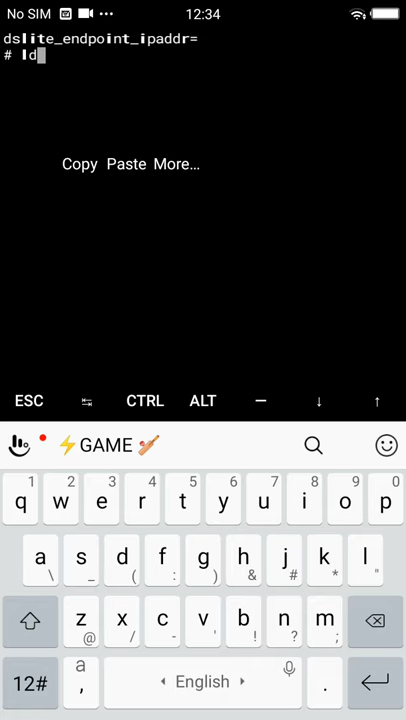 No SIM 12:34
dslite_endpoint_ipaddr=
# ld
Copy Paste More...
ESC CTRL ALT — ↓ ↑
⚡GAME 🏏
1 2 3 4 5 6 7 8 9 0
q w e r t y u i o p
a s d f g h j k l
\ _ ( : ) & # * "
z x c v b n m
@ / - ' ! ? ;
12# a , English .